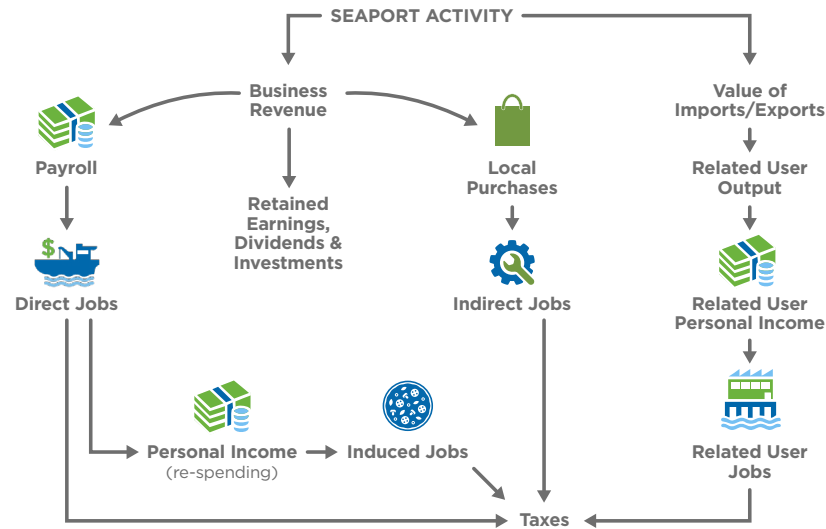 SEAPORT ACTIVITY
Business
Revenue
Value of
Imports/Exports
Payroll
Local
Purchases
Related User
Output
Retained
Earnings,
Dividends &
Investments
$
Direct Jobs
Indirect Jobs
Related User
Personal Income
Personal Income
(re-spending)
Induced Jobs
Related User
Jobs
Taxes